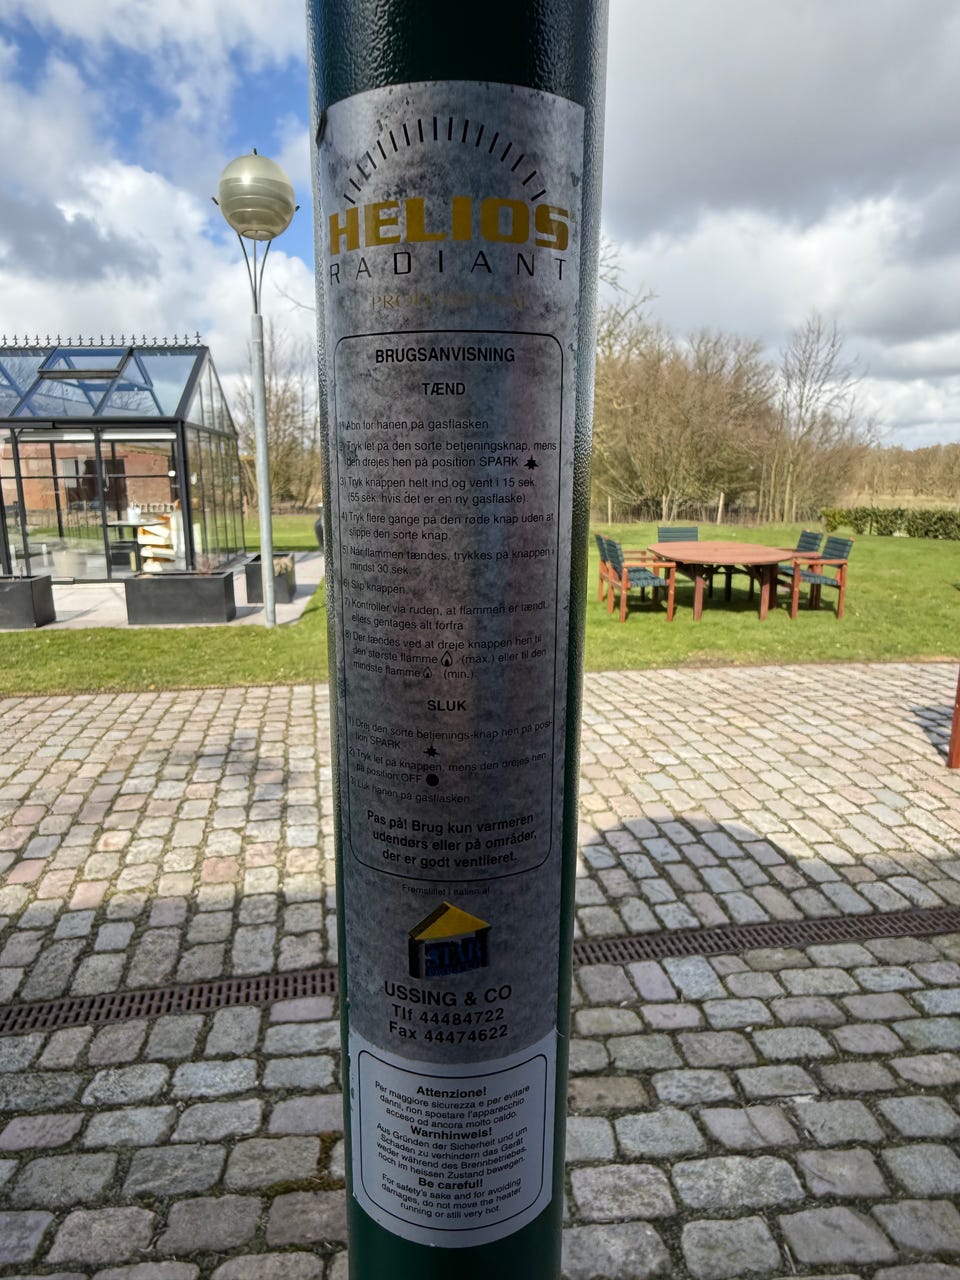 HELIOS
RADIANT
PROFESSIONAL
BRUGSANVISNING
TÆND
1) Åbn for hanen på gasflasken
2) Tryk let på den sorte betjeningsknap, mens
den drejes hen på position SPARK
3) Tryk knappen helt ind og vent i 15 sek.
(55 sek. hvis det er en ny gasflaske).
4) Tryk flere gange på den røde knap uden at
slippe den sorte knap.
5) Når flammen tændes, trykkes på knappen i
mindst 30 sek.
6) Slip knappen.
7) Kontroller via ruden, at flammen er tændt,
ellers gentages alt forfra
8) Der tændes ved at dreje knappen hen til
den største flamme (max.) eller til den
mindste flamme (min.)
SLUK
1) Drej den sorte betjenings-knap hen på posi-
tion SPARK
2) Tryk let på knappen, mens den drejes hen
på position OFF
3) Luk hanen på gasflasken.
Pas på! Brug kun varmeren
udendørs eller på områder,
der er godt ventileret.
Fremstillet i Italien af
STAR
USSING & CO
Tlf 44484722
Fax 44474622
Attenzione!
Per maggiore sicurezza e per evitare
danni, non spostare l'apparecchio
acceso od ancora molto caldo.
Warnhinweis!
Aus Gründen der Sicherheit und um
Schaden zu verhindern das Gerät
weder während des Brennbetriebes,
noch im heissen Zustand bewegen.
Be careful!
For safety's sake and for avoiding
damages, do not move the heater
running or still very hot.